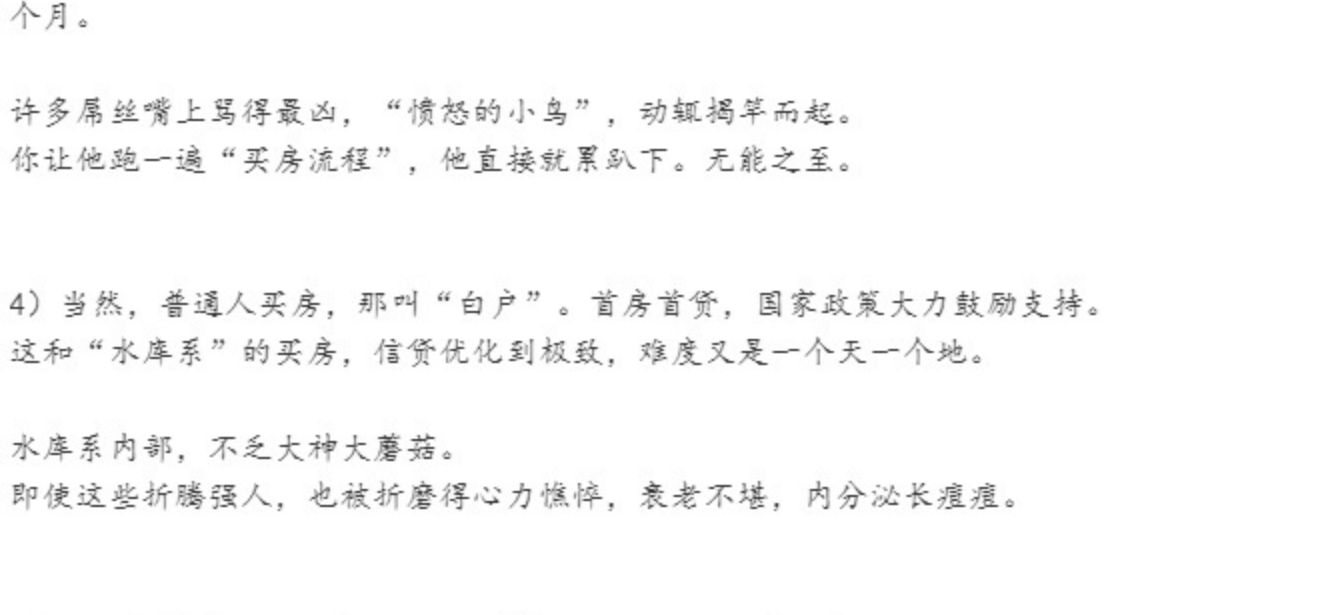 个月。
许多屌丝嘴上骂得最凶，“愤怒的小鸟”，动辄揭竿而起。
你让他跑一遍“买房流程”，他直接就累趴下。无能之至。
4）当然，普通人买房，那叫“白户”。首房首贷，国家政策大力鼓励支持。
这和“水库系”的买房，信贷优化到极致，难度又是一个天一个地。
水库系内部，不乏大神大蘑菇。
即使这些折腾强人，也被折磨得心力憔悴，衰老不堪，内分泌长痘痘。